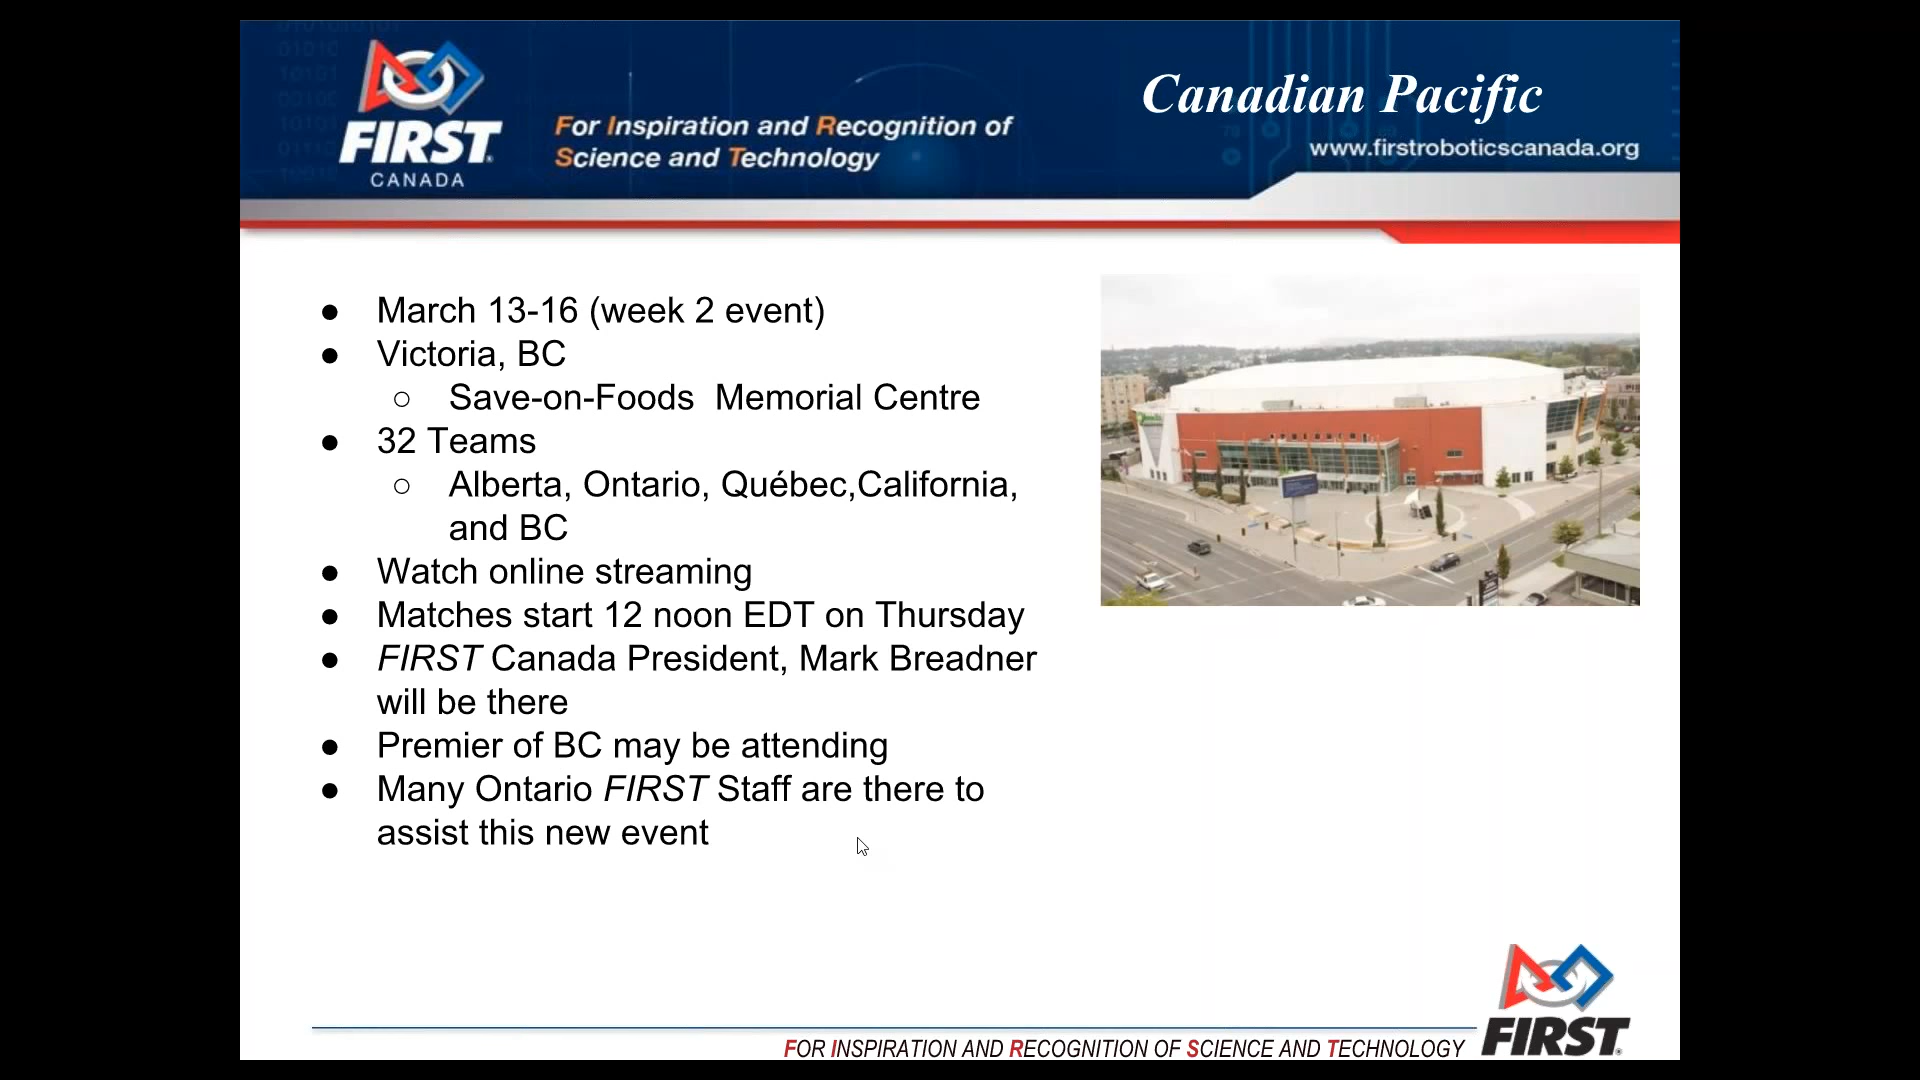 FIRST
CANADA
For Inspiration and Recognition of
Science and Technology
Canadian Pacific
www.firstroboticscanada.org
● March 13-16 (week 2 event)
● Victoria, BC
○ Save-on-Foods Memorial Centre
● 32 Teams
○ Alberta, Ontario, Québec,California,
and BC
● Watch online streaming
● Matches start 12 noon EDT on Thursday
● FIRST Canada President, Mark Breadner
will be there
● Premier of BC may be attending
● Many Ontario FIRST Staff are there to
assist this new event
FOR INSPIRATION AND RECOGNITION OF SCIENCE AND TECHNOLOGY
FIRST